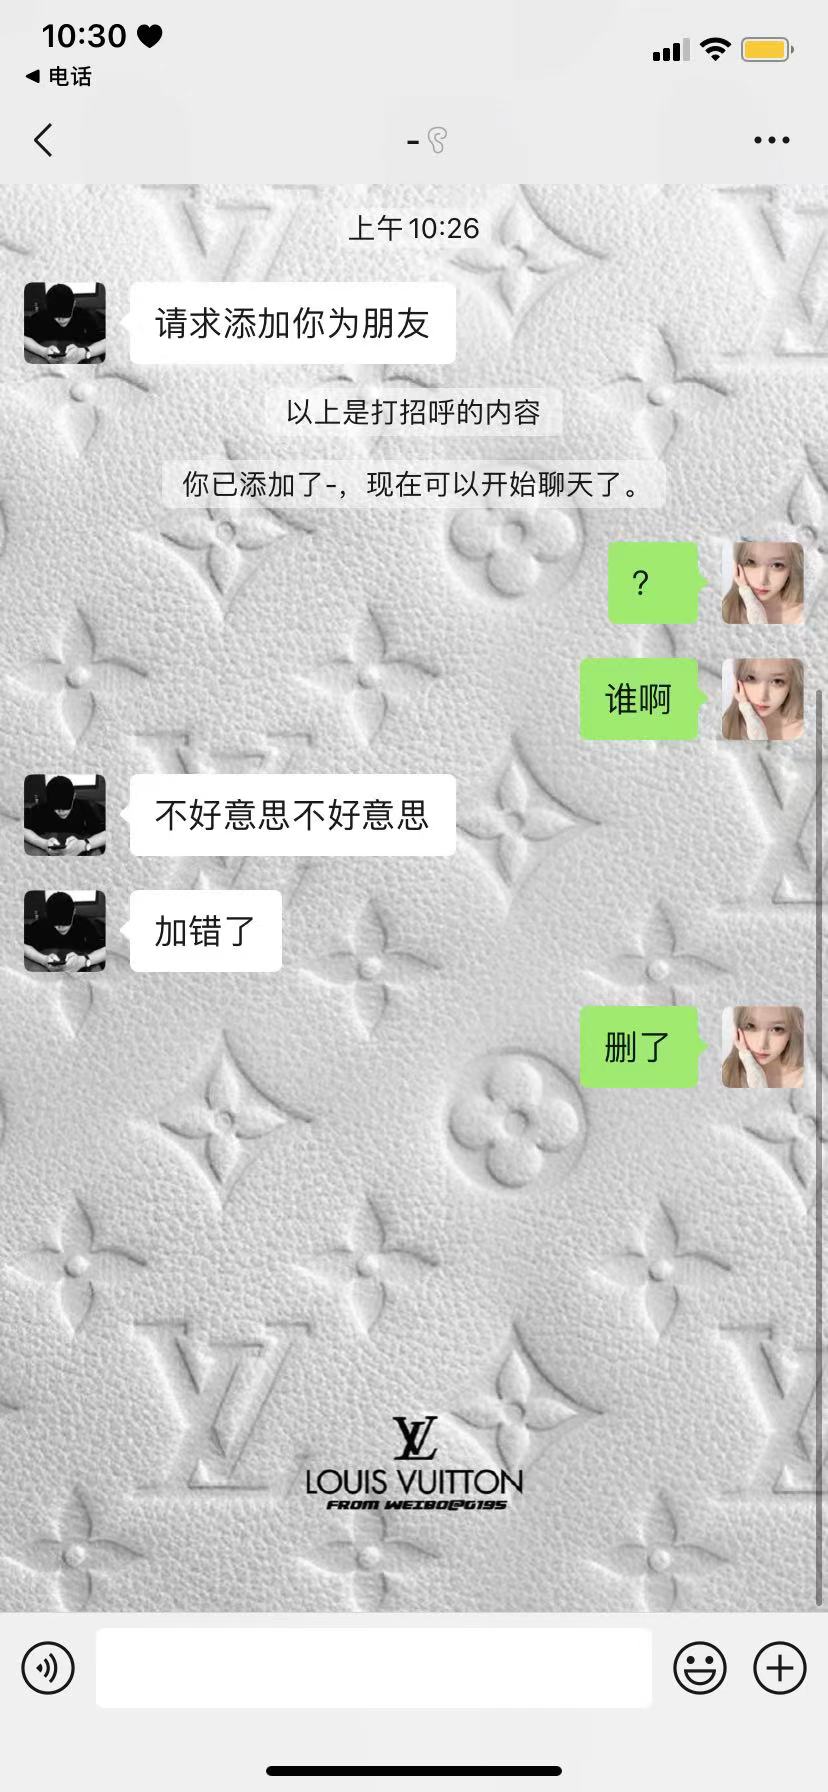 10:30
电话
-
上午10:26
请求添加你为朋友
以上是打招呼的内容
你已添加了-，现在可以开始聊天了。
?
谁啊
不好意思不好意思
加错了
删了
LV
LOUIS VUITTON
FROM WEIBO@G195